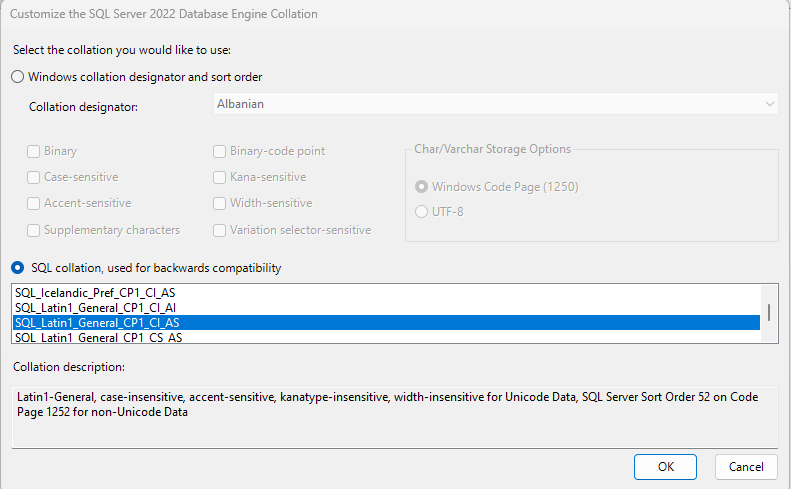 Customize the SQL Server 2022 Database Engine Collation
Select the collation you would like to use:
Windows collation designator and sort order
Collation designator:
Albanian
Binary
Binary-code point
Char/Varchar Storage Options
Case-sensitive
Kana-sensitive
Windows Code Page (1250)
Accent-sensitive
Width-sensitive
UTF-8
Supplementary characters
Variation selector-sensitive
SQL collation, used for backwards compatibility
SQL_Icelandic_Pref_CP1_CI_AS
SQL_Latin1_General_CP1_CI_AI
SQL_Latin1_General_CP1_CI_AS
SQL_Latin1_General_CP1_CS_AS
Collation description:
Latin1-General, case-insensitive, accent-sensitive, kanatype-insensitive, width-insensitive for Unicode Data, SQL Server Sort Order 52 on Code
Page 1252 for non-Unicode Data
OK
Cancel